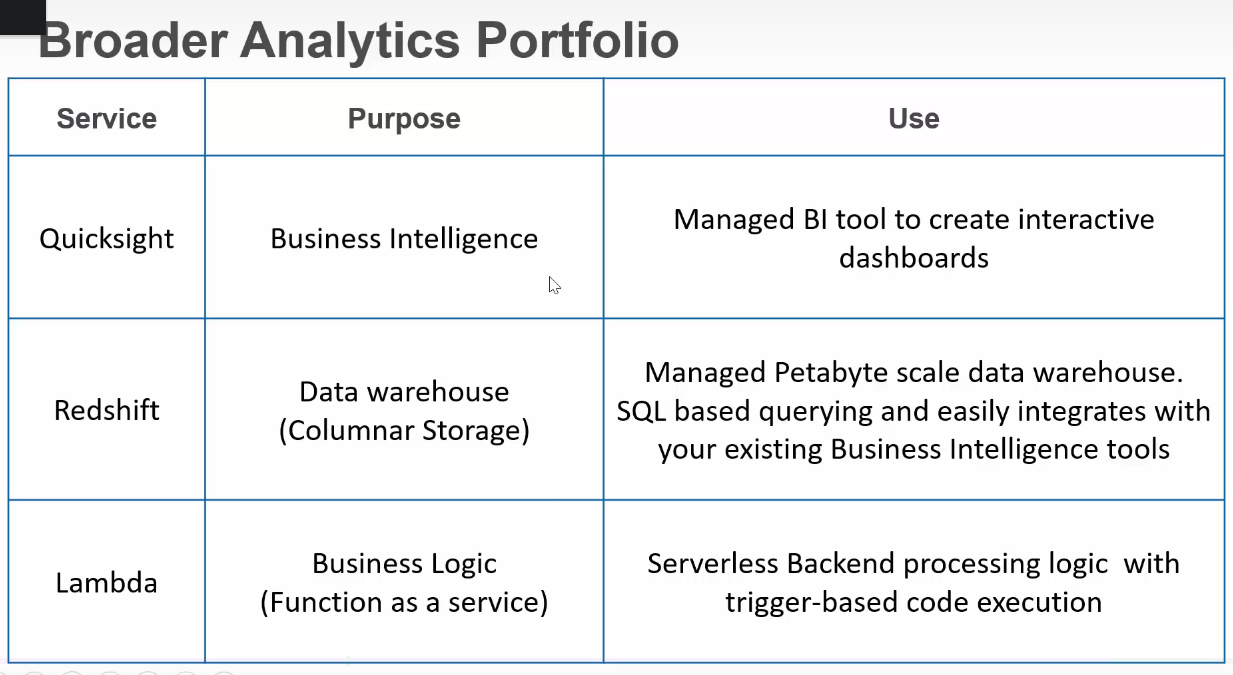 Broader Analytics Portfolio
Service
Purpose
Use
Quicksight
Business Intelligence
Managed BI tool to create interactive
dashboards
Redshift
Data warehouse
(Columnar Storage)
Managed Petabyte scale data warehouse.
SQL based querying and easily integrates with
your existing Business Intelligence tools
Lambda
Business Logic
(Function as a service)
Serverless Backend processing logic  with
trigger-based code execution